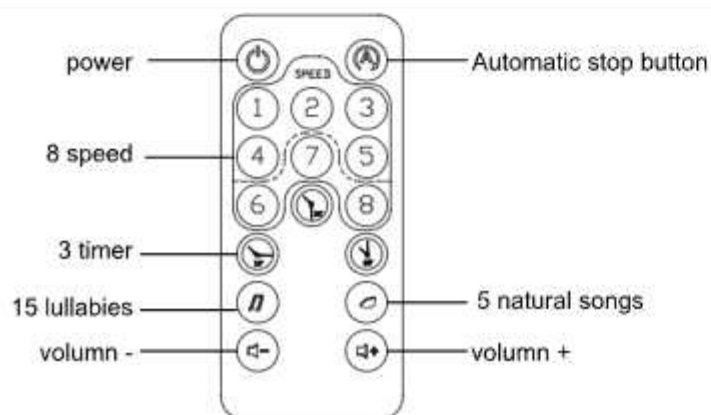 power
Automatic stop button
SPEED
1 2 3
8 speed
4 7 5
6 8
3 timer
15 lullabies
5 natural songs
volumn -
volumn +